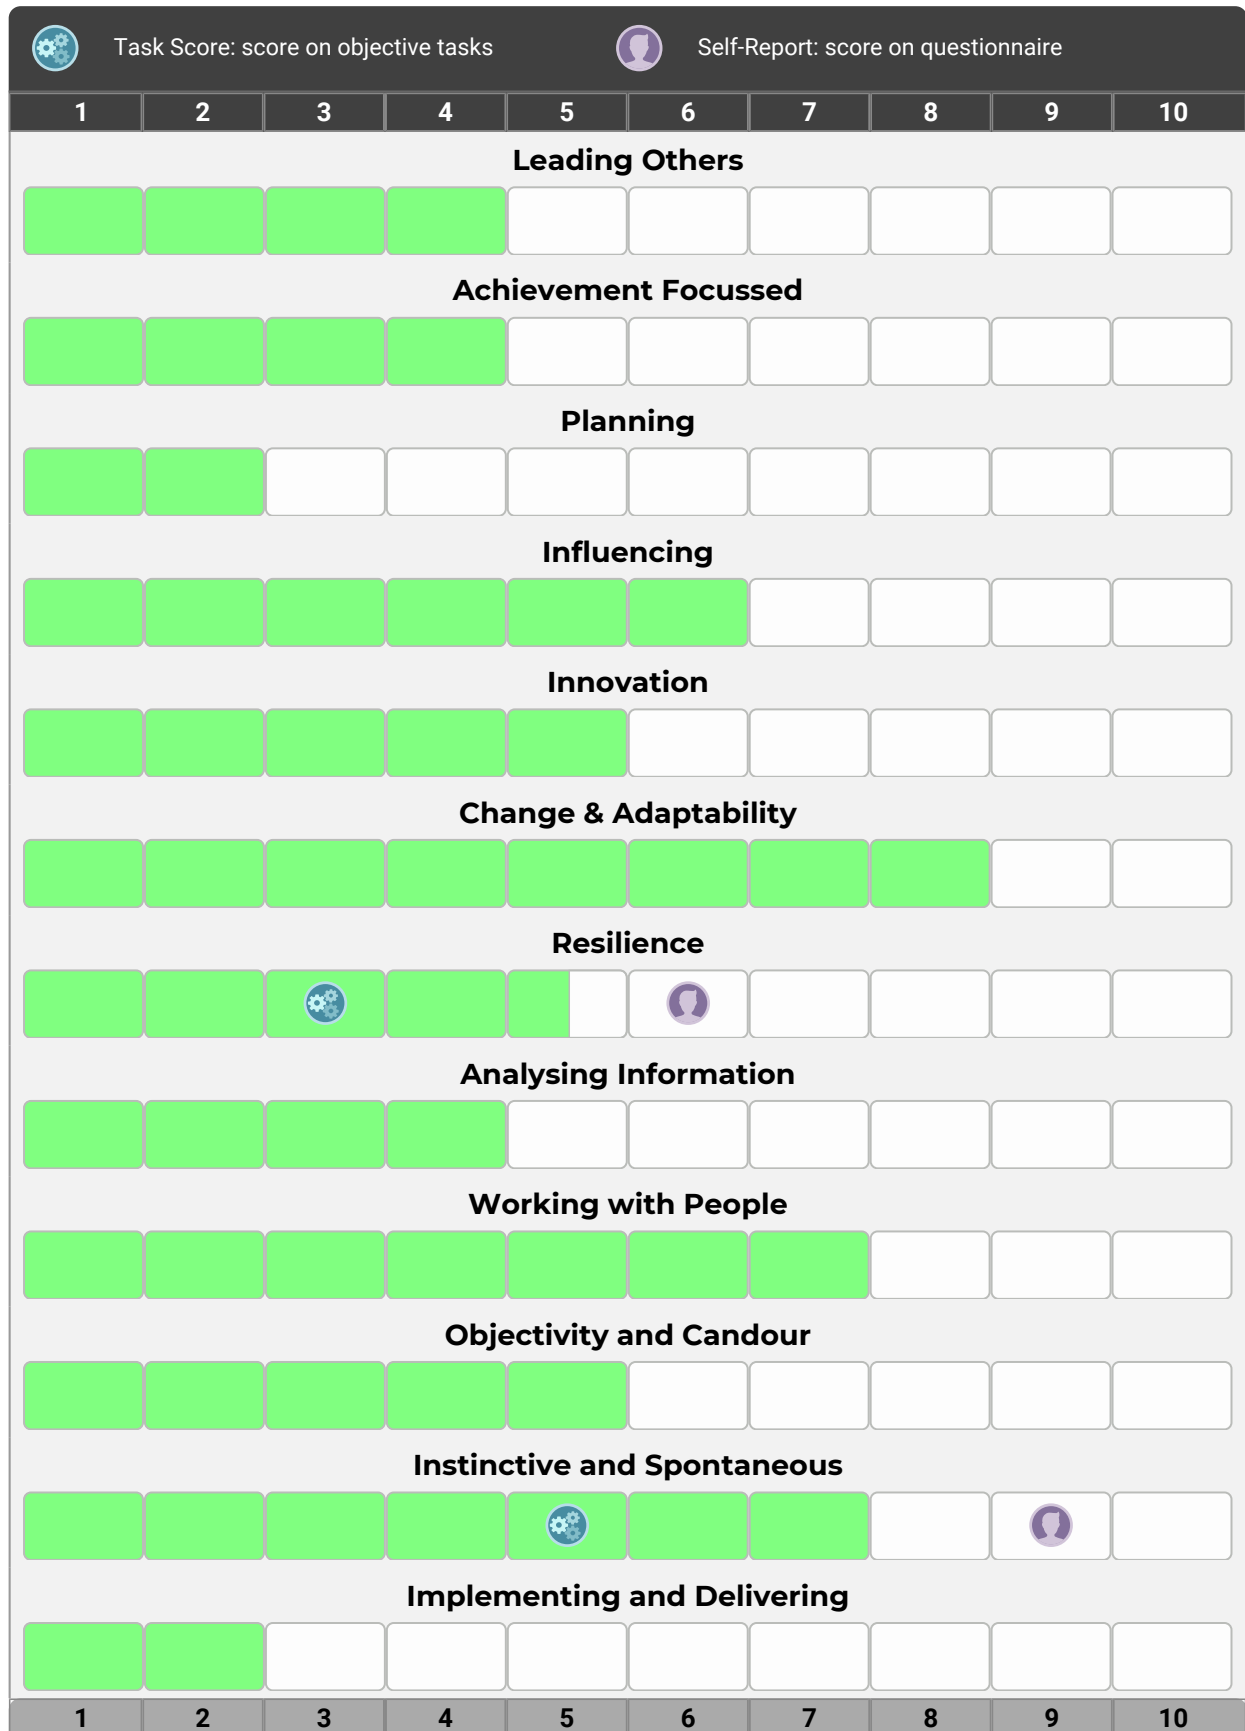 Task Score: score on objective tasks Self-Report: score on questionnaire
1 2 3 4 5 6 7 8 9 10
Leading Others
Achievement Focussed
Planning
Influencing
Innovation
Change & Adaptability
Resilience
Analysing Information
Working with People
Objectivity and Candour
Instinctive and Spontaneous
Implementing and Delivering
1 2 3 4 5 6 7 8 9 10